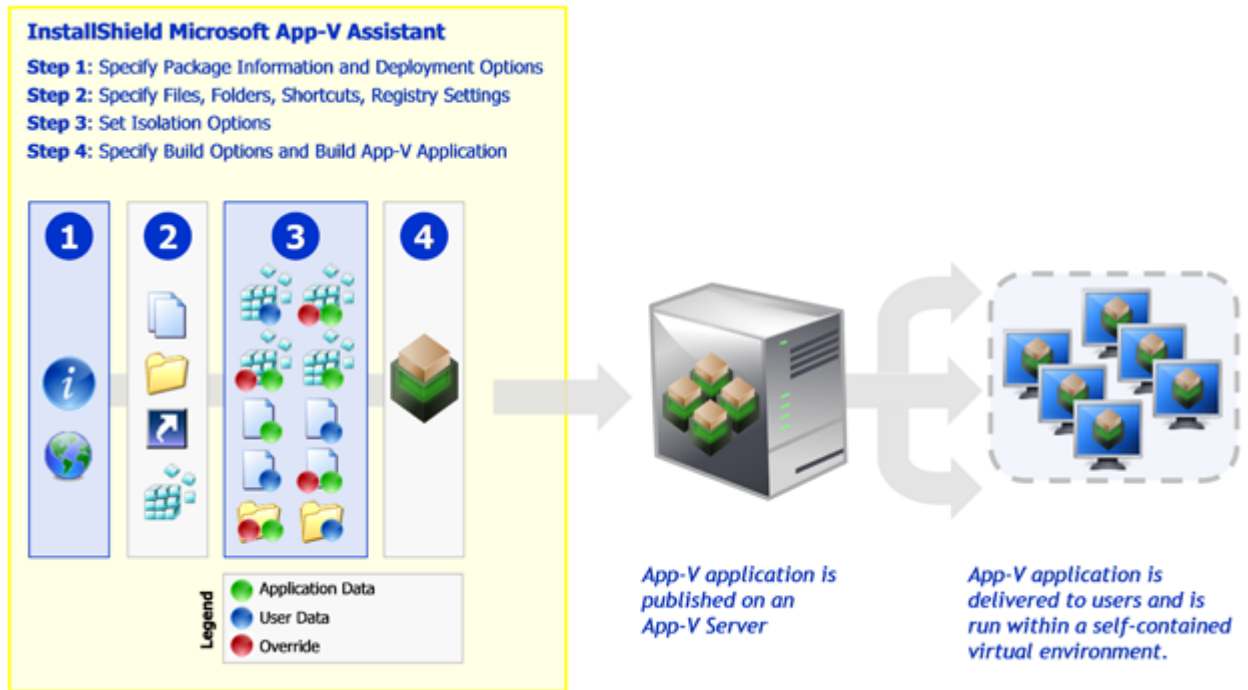 InstallShield Microsoft App-V Assistant
Step 1: Specify Package Information and Deployment Options
Step 2: Specify Files, Folders, Shortcuts, Registry Settings
Step 3: Set Isolation Options
Step 4: Specify Build Options and Build App-V Application
1
2
3
4
i
Legend
Application Data
User Data
Override
App-V application is
published on an
App-V Server
App-V application is
delivered to users and is
run within a self-contained
virtual environment.